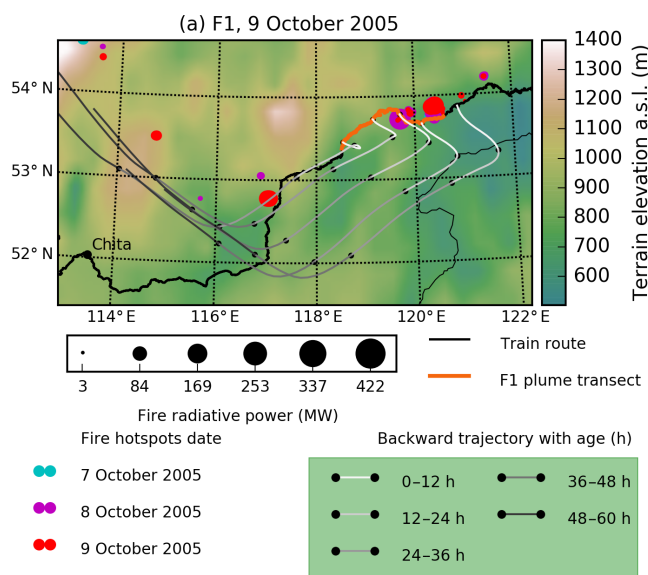 (a) F1, 9 October 2005
54° N
53° N
52° N
Chita
114° E
116° E
118° E
120° E
122° E
1400
1300
1200
1100
1000
900
800
700
600
Terrain elevation a.s.l. (m)
3
84
169
253
337
422
Fire radiative power (MW)
Train route
F1 plume transect
Fire hotspots date
7 October 2005
8 October 2005
9 October 2005
Backward trajectory with age (h)
0–12 h
12–24 h
24–36 h
36–48 h
48–60 h